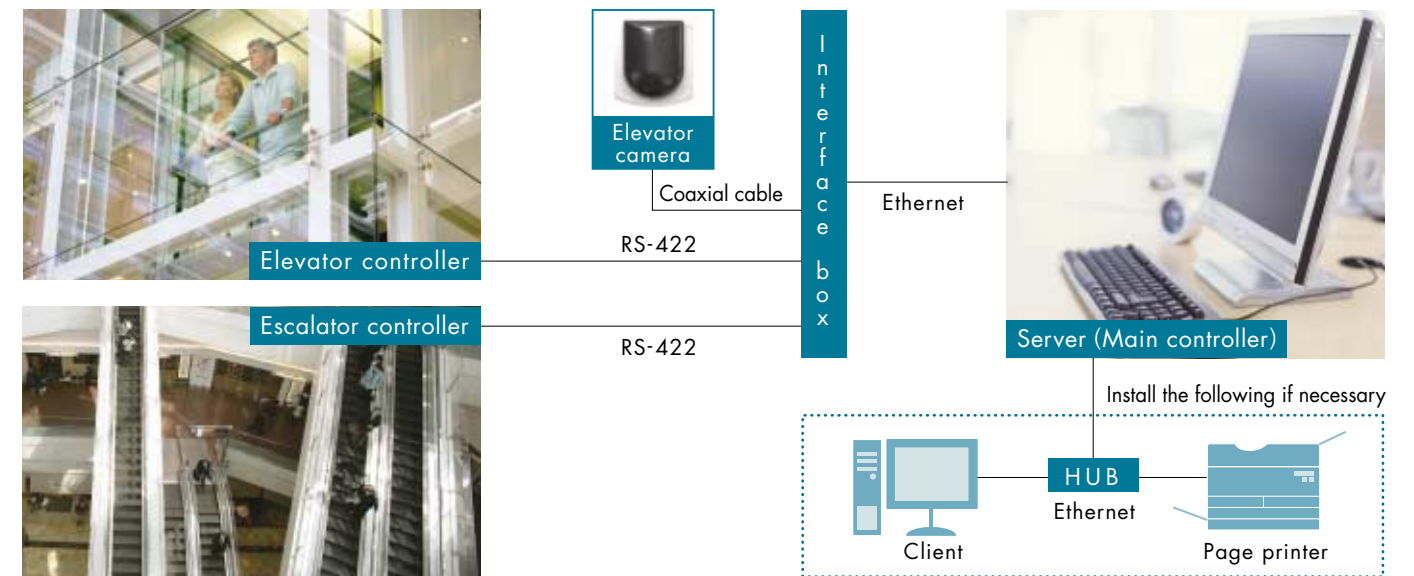 Elevator
camera
Coaxial cable
Interface box
Ethernet
RS-422
Elevator controller
Escalator controller
RS-422
Server (Main controller)
Install the following if necessary
HUB
Ethernet
Client
Page printer